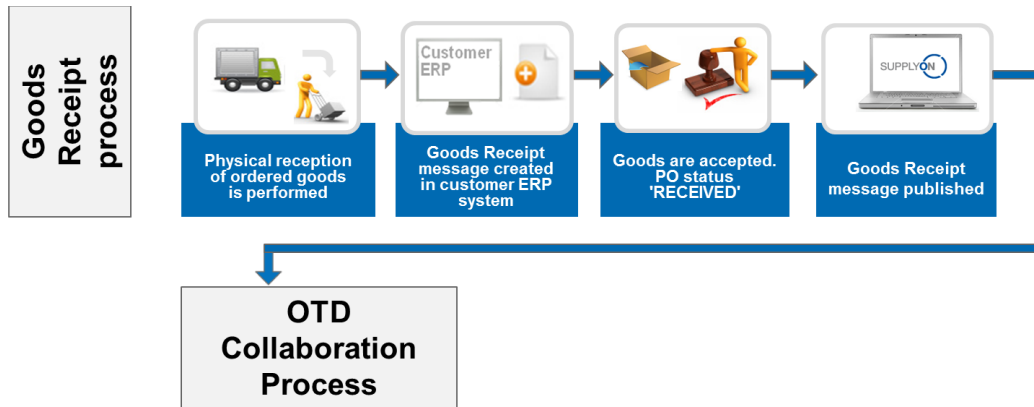 Goods
Receipt
process
Customer
ERP
SUPPLYON
Physical reception
of ordered goods
is performed
Goods Receipt
message created
in customer ERP
system
Goods are accepted.
PO status
'RECEIVED'
Goods Receipt
message published
OTD
Collaboration
Process